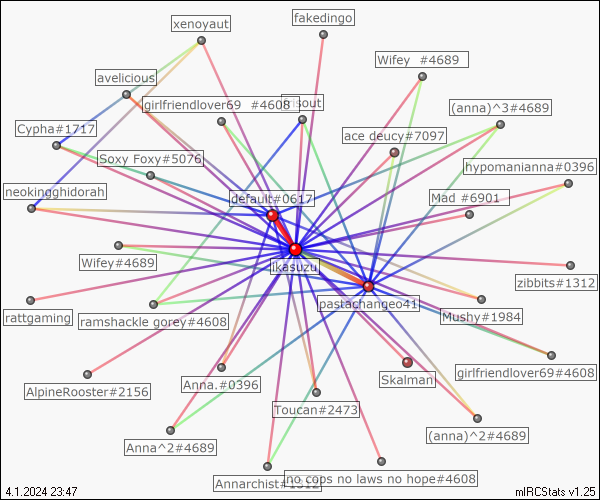 fakedingo
xenoyaut
Wifey #4689
avelicious
girlfriendlover69 #4608
isout
(anna)^3#4689
Cypha#1717
ace deucy#7097
Soxy Foxy#5076
hypomanianna#0396
neokingghidorah
default#0617
Mad #6901
Wifey#4689
ikasuzu
zibbits#1312
rattgaming
pastachangeo41
ramshackle gorey#4608
Mushy#1984
girlfriendlover69#4608
AlpineRooster#2156
Anna.#0396
Skalman
Toucan#2473
Anna^2#4689
(anna)^2#4689
Annarchist#1312
no cops no laws no hope#4608
4.1.2024 23:47
mIRCStats v1.25